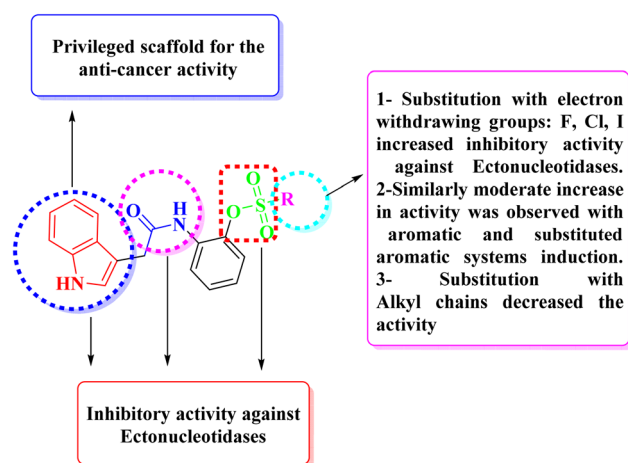 Privileged scaffold for the
anti-cancer activity
1- Substitution with electron
withdrawing groups: F, Cl, I
increased inhibitory activity
against Ectonucleotidases.
2-Similarly moderate increase
in activity was observed with
aromatic and substituted
aromatic systems induction.
3- Substitution with
Alkyl chains decreased the
activity
O
H
N
O
O
S
R
O
HN
Inhibitory activity against
Ectonucleotidases